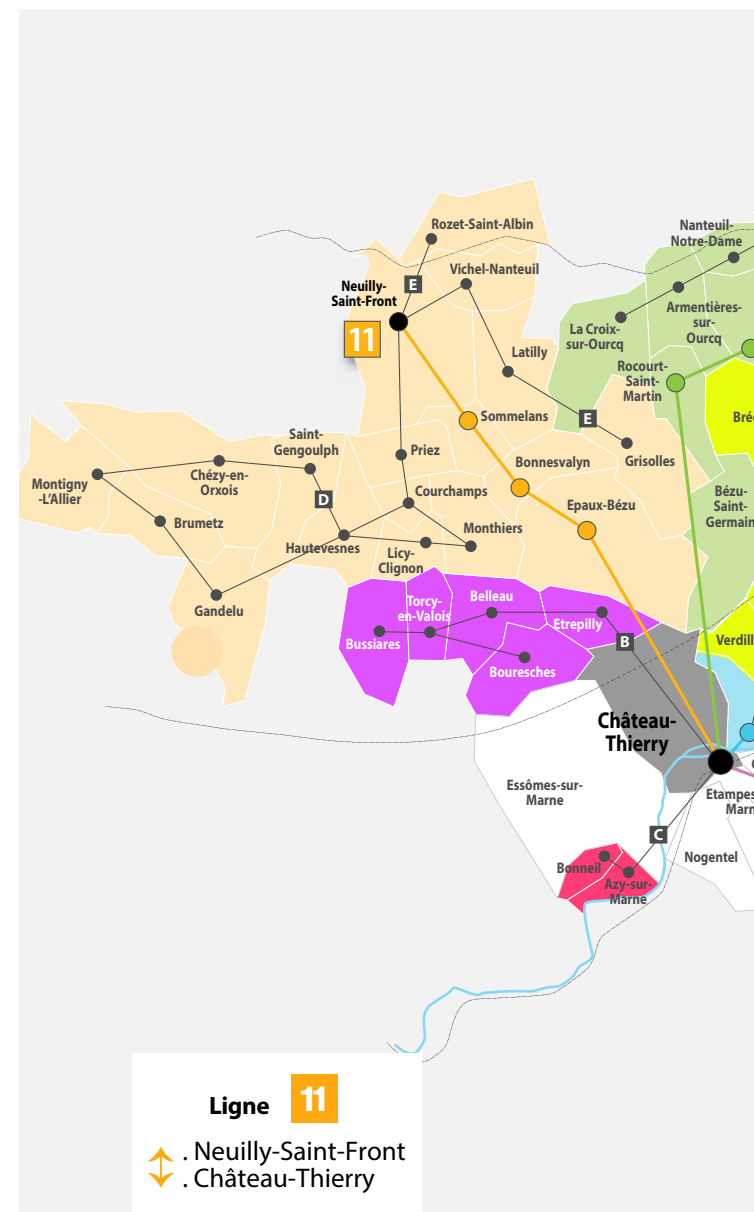 Rozet-Saint-Albin
Nanteuil-
Notre-Dame
E
Vichel-Nanteuil
Neuilly-
Saint-Front
11
La Croix-
sur-Ourcq
Armentières-
sur-
Ourcq
Latilly
Rocourt-
Saint-
Martin
Sommelans
E
Bré
Saint-
Gengoulph
Priez
Bonnesvalyn
Grisolles
Montigny
-L’Allier
Chézy-en-
Orxois
D
Courchamps
Epaux-Bézu
Bézu-
Saint-
Germain
Brumetz
Monthiers
Hautevesnes
Licy-
Clignon
Gandelu
Torcy-
en-Valois
Belleau
Etrepilly
Bussiares
B
Verdill
Bouresches
Château-
Thierry
Essômes-sur-
Marne
Etampes
Marn
C
Nogentel
Bonneil
Azy-sur-
Marne
Ligne 11
. Neuilly-Saint-Front
. Château-Thierry